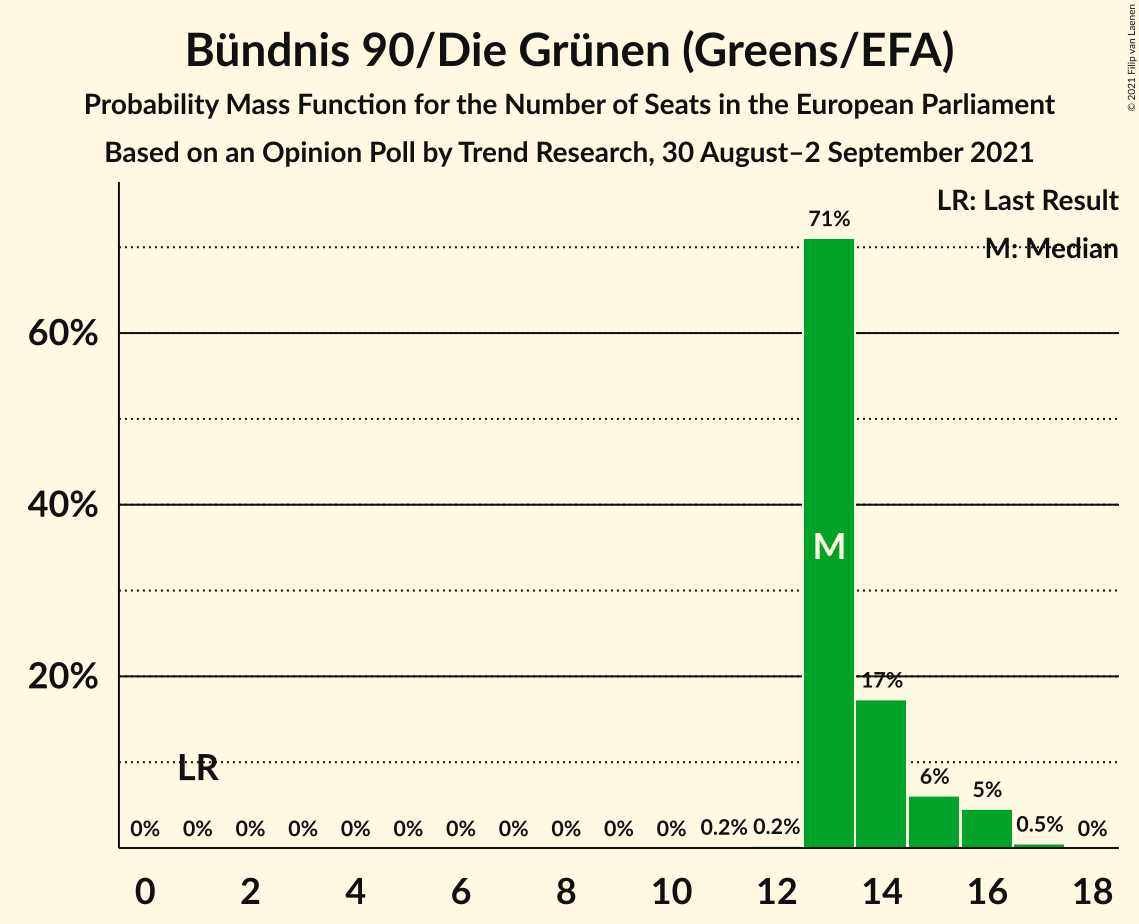 Bündnis 90/Die Grünen (Greens/EFA)
Probability Mass Function for the Number of Seats in the European Parliament
Based on an Opinion Poll by Trend Research, 30 August–2 September 2021
© 2021 Filip van Laenen
LR: Last Result
M: Median
71%
60%
40%
M
20%
17%
LR
6%
5%
0% 0% 0% 0% 0% 0% 0% 0% 0% 0% 0% 0.2% 0.2% 0.5% 0%
0 2 4 6 8 10 12 14 16 18